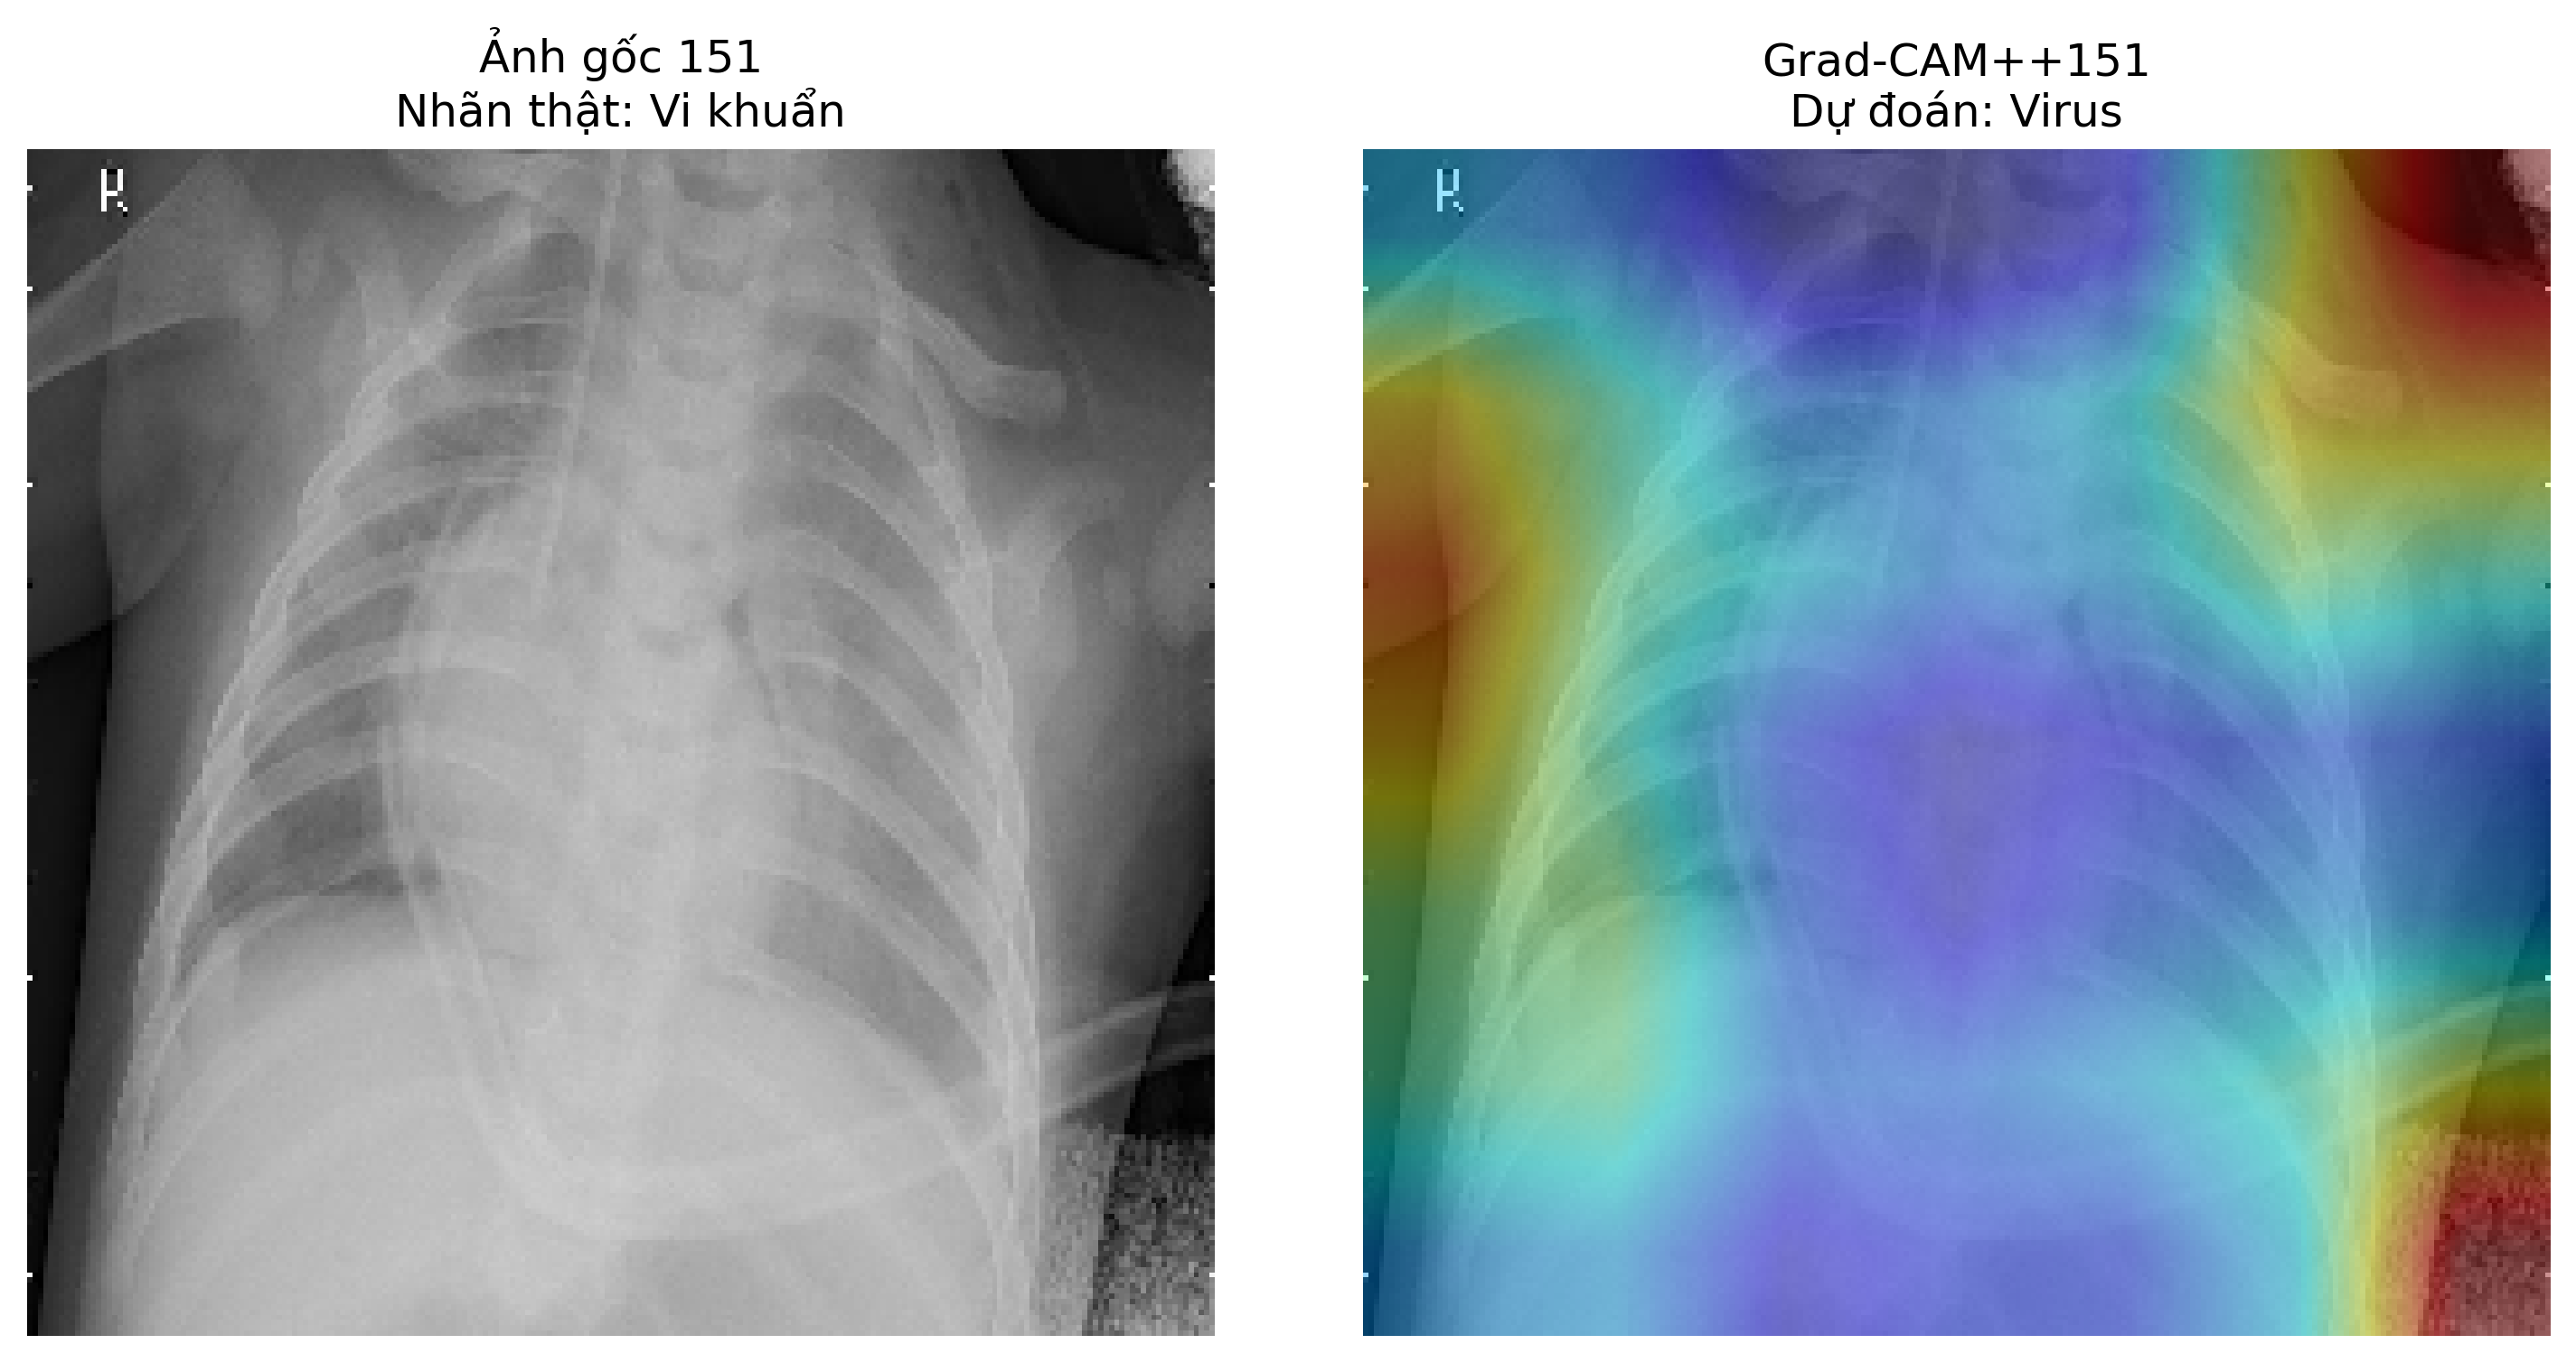 Ảnh gốc 151
Nhãn thật: Vi khuẩn
Grad-CAM++151
Dự đoán: Virus
R